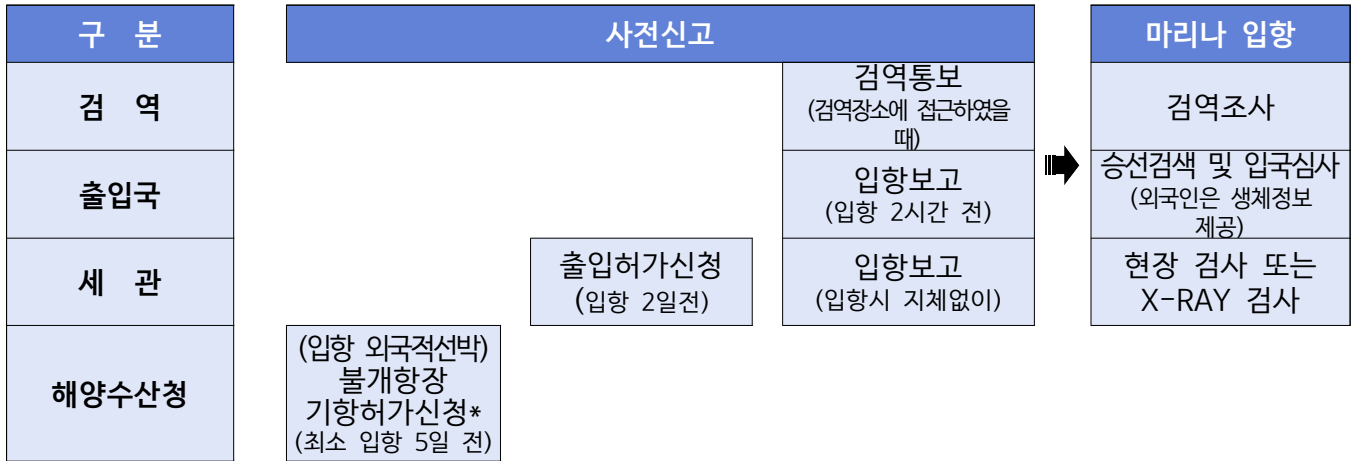 구 분
사전신고
마리나 입항
검 역
검역통보
(검역장소에 접근하였을
때)
검역조사
출입국
입항보고
(입항 2시간 전)
승선검색 및 입국심사
(외국인은 생체정보
제공)
세 관
출입허가신청
(입항 2일전)
입항보고
(입항시 지체없이)
현장 검사 또는
X-RAY 검사
해양수산청
(입항 외국적선박)
불개항장
기항허가신청*
(최소 입항 5일 전)